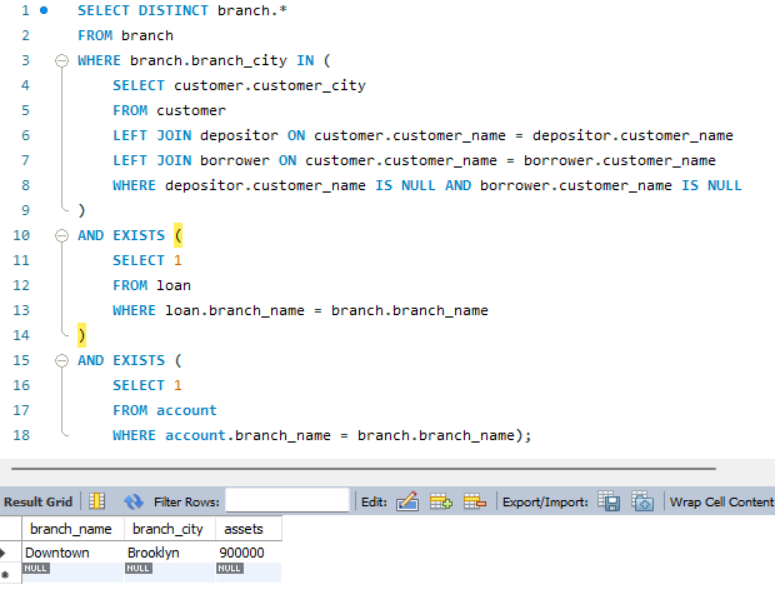 1 SELECT DISTINCT branch.*
2 FROM branch
3 WHERE branch.branch_city IN (
4 SELECT customer.customer_city
5 FROM customer
6 LEFT JOIN depositor ON customer.customer_name = depositor.customer_name
7 LEFT JOIN borrower ON customer.customer_name = borrower.customer_name
8 WHERE depositor.customer_name IS NULL AND borrower.customer_name IS NULL
9 )
10 AND EXISTS (
11 SELECT 1
12 FROM loan
13 WHERE loan.branch_name = branch.branch_name
14 )
15 AND EXISTS (
16 SELECT 1
17 FROM account
18 WHERE account.branch_name = branch.branch_name);
Result Grid Filter Rows: Edit: Export/Import: Wrap Cell Content
branch_name branch_city assets
Downtown Brooklyn 900000
NULL NULL NULL